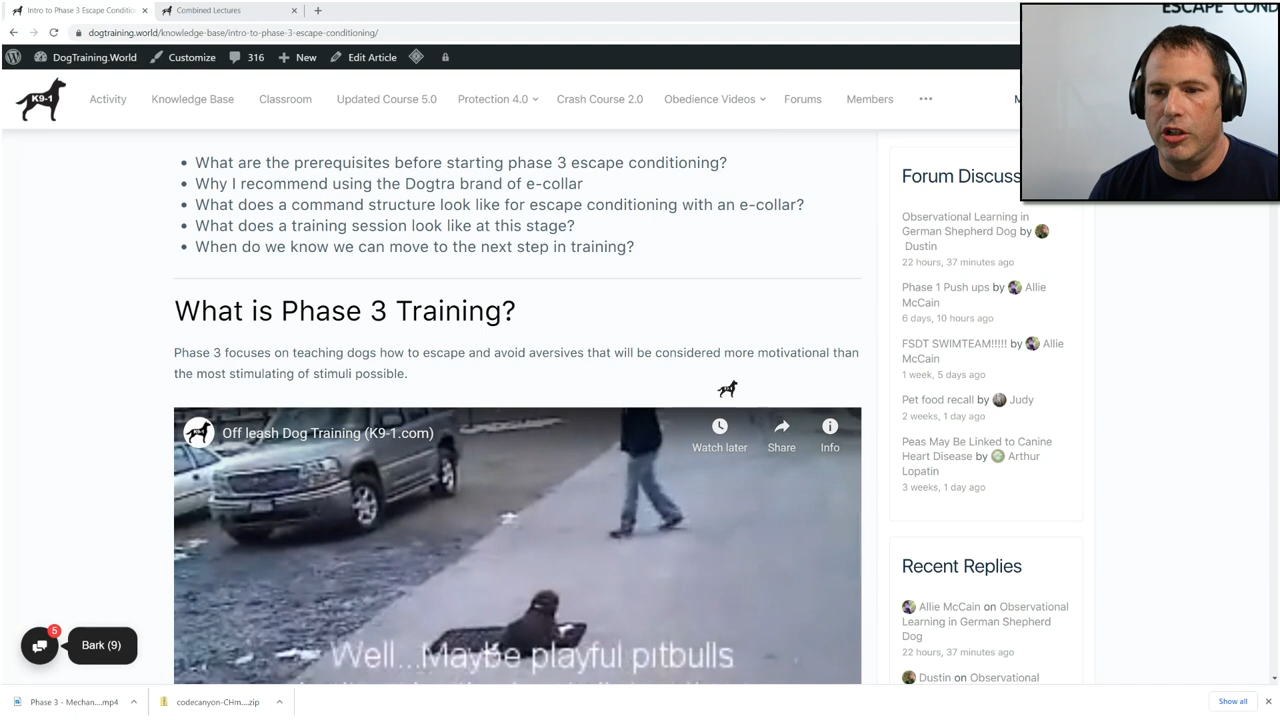 Intro to Phase 3 Escape Conditio
Combined Lectures
dogtraining.world/knowledge-base/intro-to-phase-3-escape-conditioning/
ESCAPE COND
DogTraining.World
Customize
316
New
Edit Article
K9-1
Activity
Knowledge Base
Classroom
Updated Course 5.0
Protection 4.0
Crash Course 2.0
Obedience Videos
Forums
Members
M
What are the prerequisites before starting phase 3 escape conditioning?
Why I recommend using the Dogtra brand of e-collar
What does a command structure look like for escape conditioning with an e-collar?
What does a training session look like at this stage?
When do we know we can move to the next step in training?
What is Phase 3 Training?
Phase 3 focuses on teaching dogs how to escape and avoid aversives that will be considered more motivational than
the most stimulating of stimuli possible.
Off leash Dog Training (K9-1.com)
Watch later
Share
Info
Well...Maybe playful pitbulls
Forum Discuss
Observational Learning in
German Shepherd Dog by
Dustin
22 hours, 37 minutes ago
Phase 1 Push ups by Allie
McCain
6 days, 10 hours ago
FSDT SWIMTEAM!!!!! by Allie
McCain
1 week, 5 days ago
Pet food recall by Judy
2 weeks, 1 day ago
Peas May Be Linked to Canine
Heart Disease by Arthur
Lopatin
3 weeks, 1 day ago
Recent Replies
Allie McCain on Observational
Learning in German Shepherd
Dog
22 hours, 37 minutes ago
Dustin on Observational
5
Bark (9)
Phase 3 - Mechan....mp4
codecanyon-CHm....zip
Show all